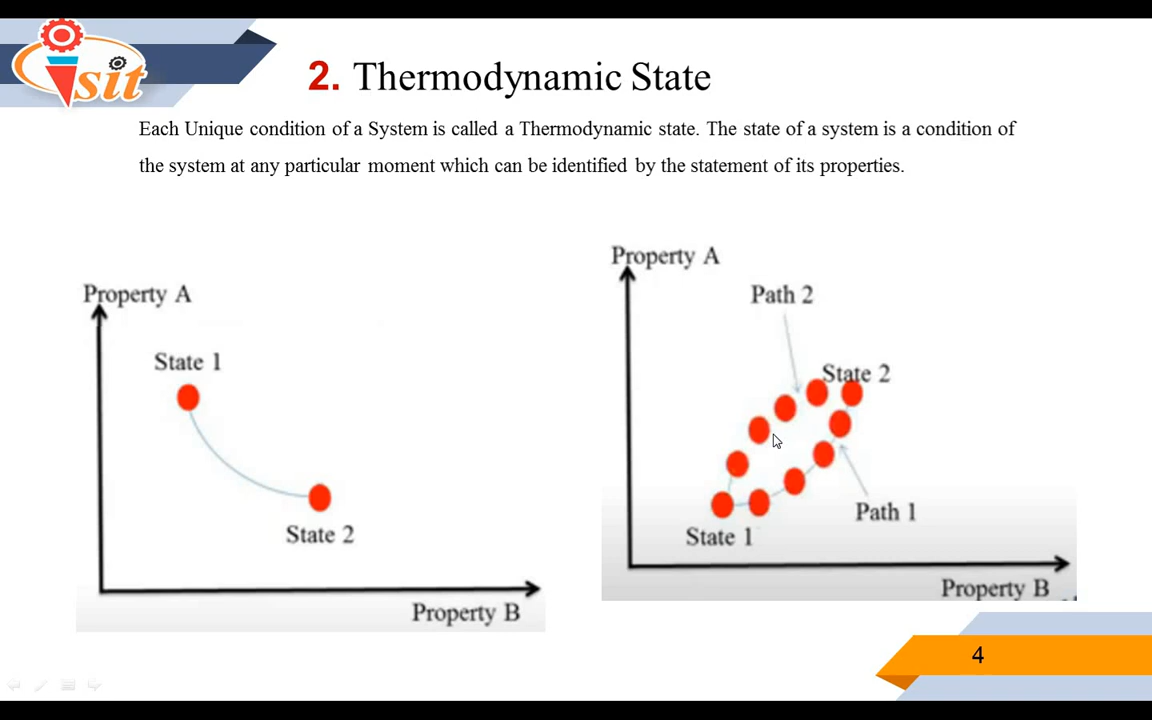 sit
2. Thermodynamic State
Each Unique condition of a System is called a Thermodynamic state. The state of a system is a condition of
the system at any particular moment which can be identified by the statement of its properties.
Property A
State 1
State 2
Property B
Property A
Path 2
State 2
Path 1
State 1
Property B
4